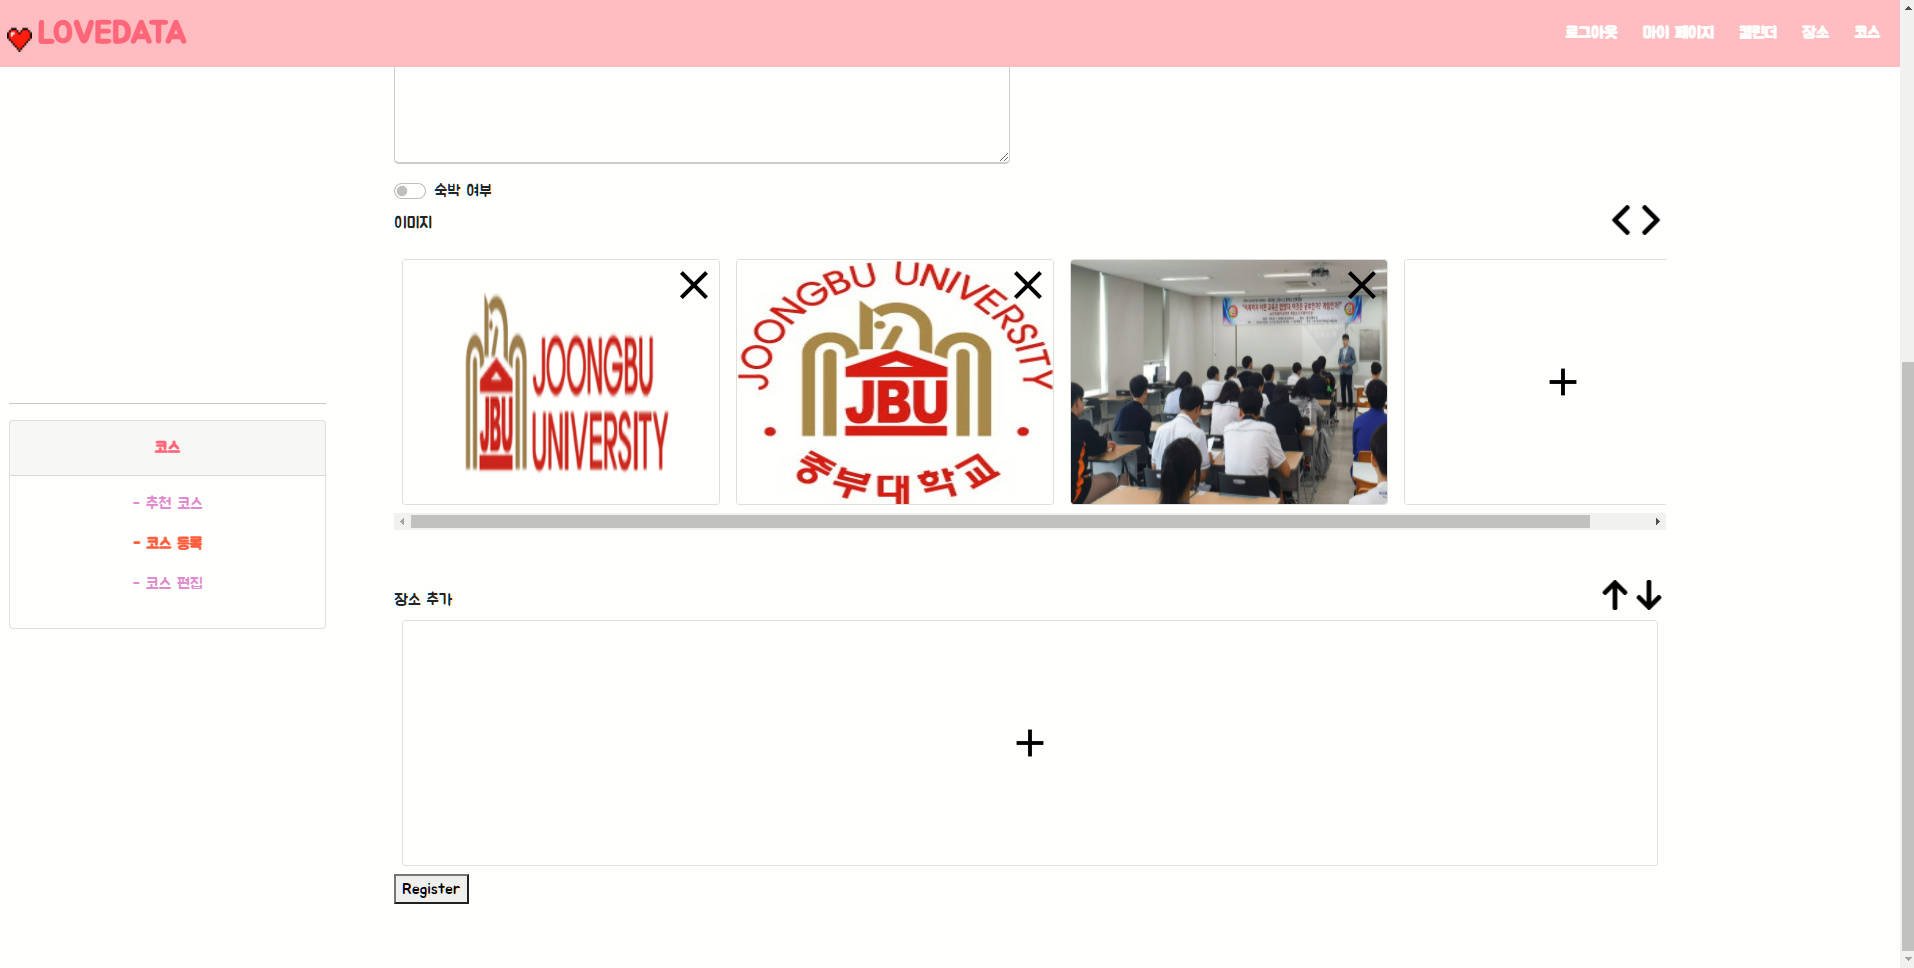 LOVEDATA
로그아웃 마이 페이지 캘린더 장소 코스
숙박 여부
이미지
JOONGBU
UNIVERSITY
JBU
JOONGBU UNIVERSITY
JBU
중부대학교
코스
- 추천 코스
- 코스 등록
- 코스 편집
장소 추가
Register